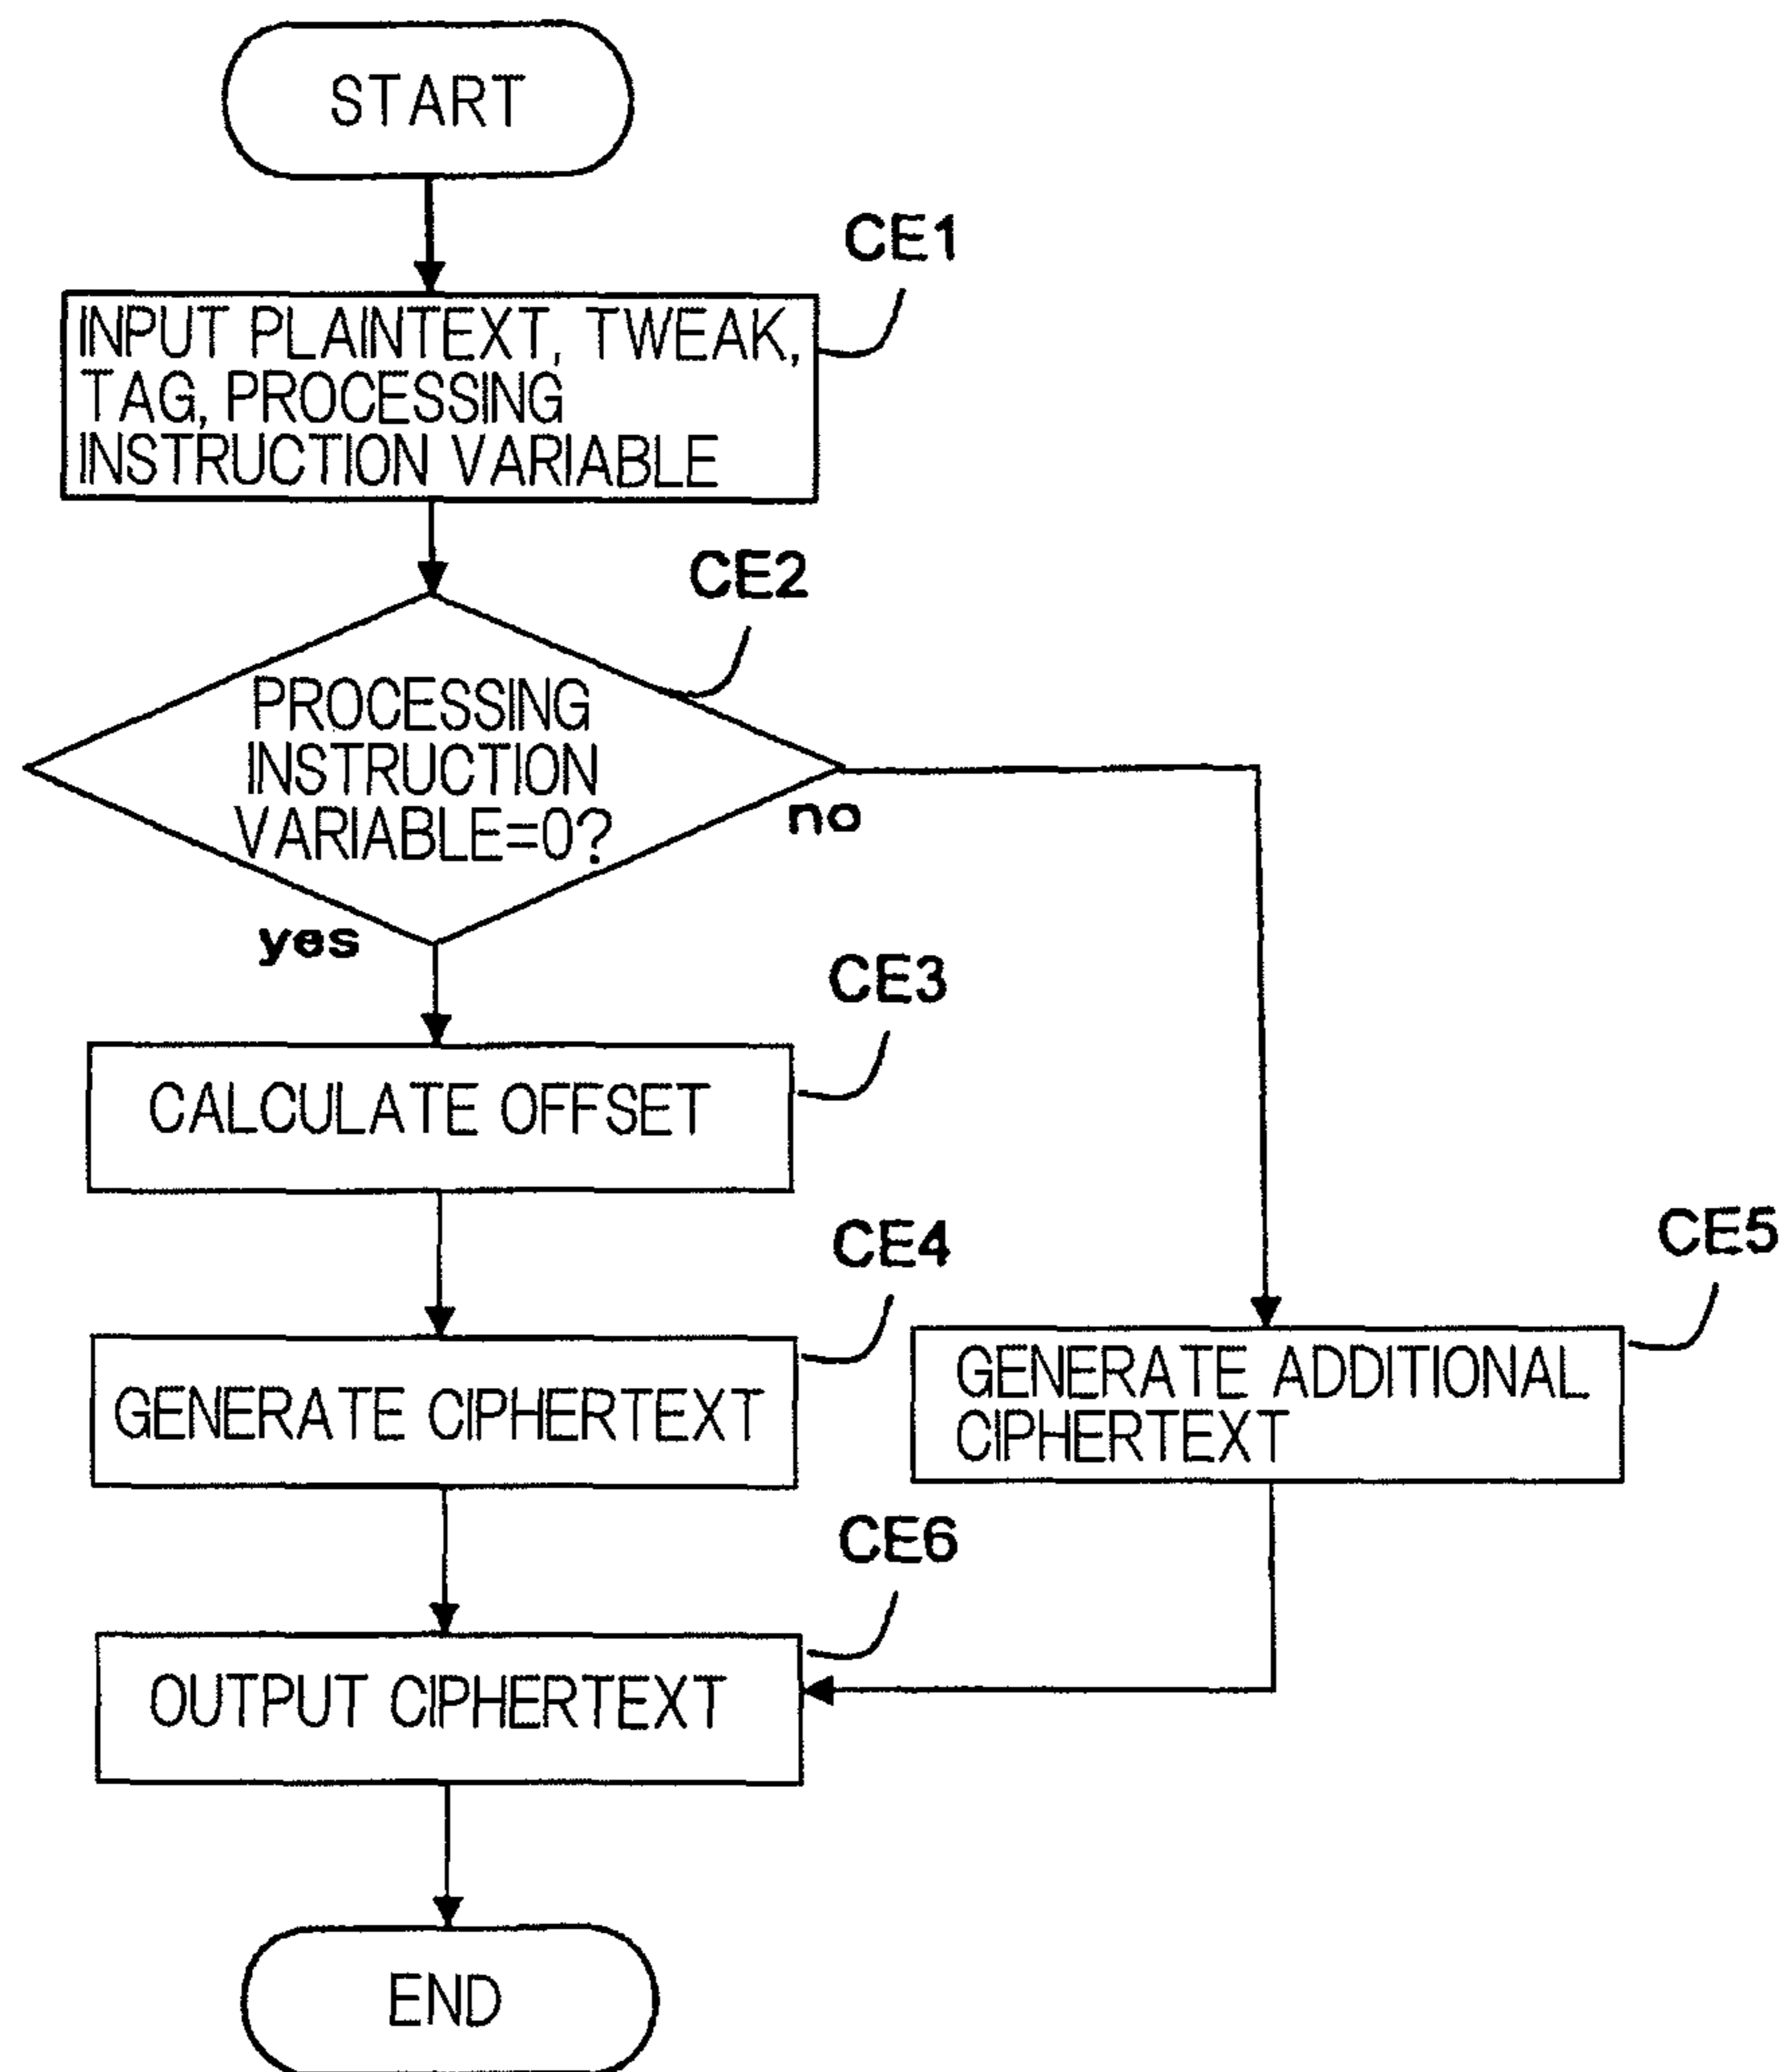 START
CE1
INPUT PLAINTEXT, TWEAK,
TAG, PROCESSING
INSTRUCTION VARIABLE
CE2
PROCESSING
INSTRUCTION
VARIABLE=0?
no
yes
CE3
CALCULATE OFFSET
CE4
GENERATE CIPHERTEXT
CE5
GENERATE ADDITIONAL
CIPHERTEXT
CE6
OUTPUT CIPHERTEXT
END